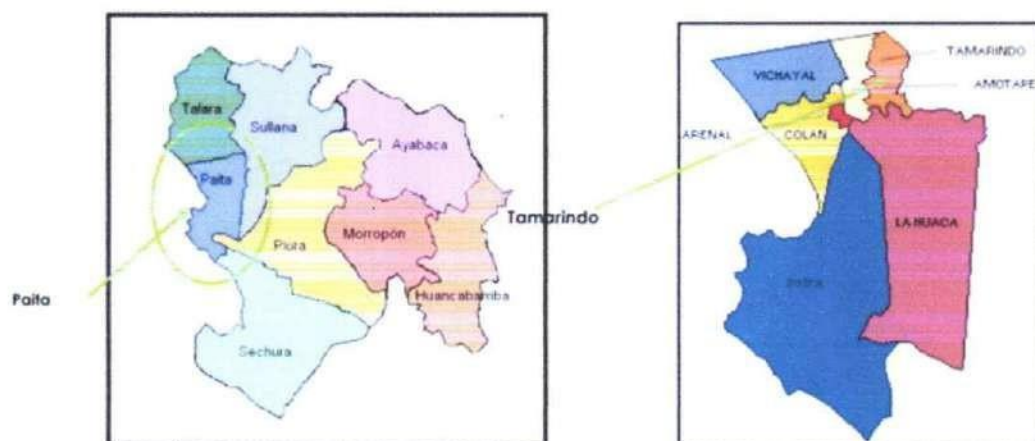 Talara
Sullana
Ayabaca
Paita
Piura
Morropón
Huancabamba
Sechura
Paita
Tamarindo
VICHAYAL
TAMARINDO
AMOTAPE
ARENAL
COLAN
LA HUACA